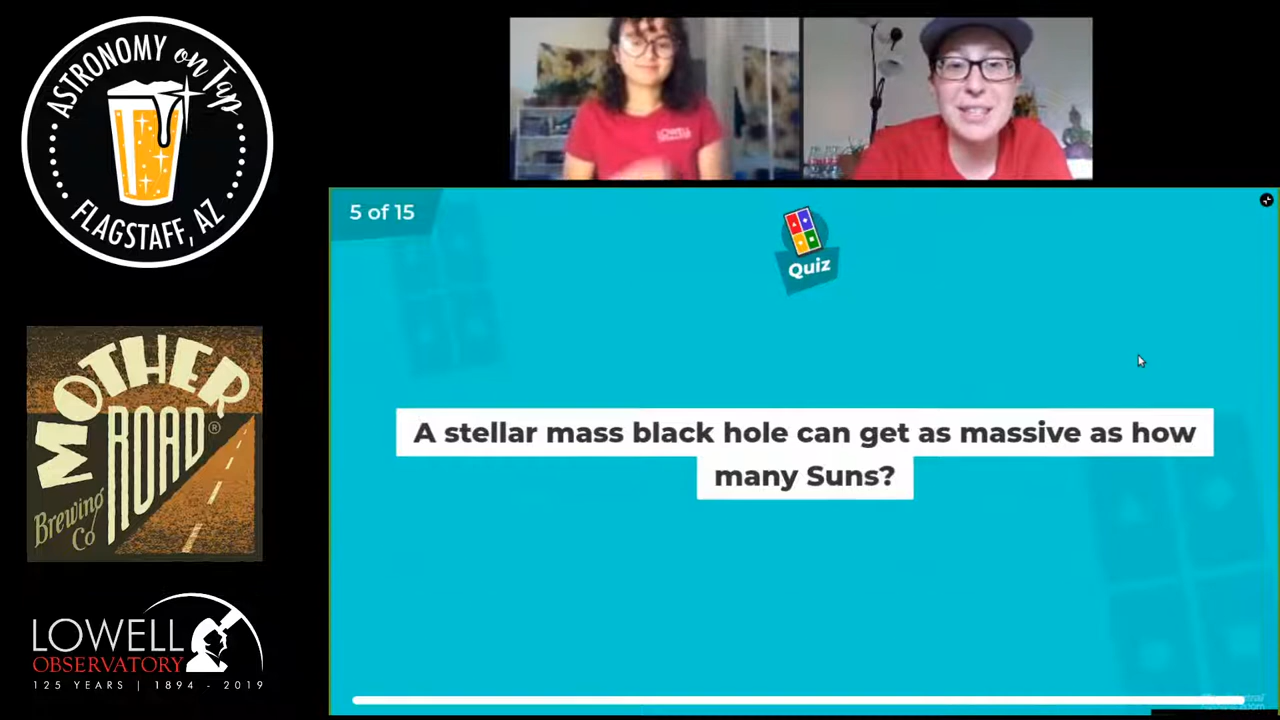 ASTRONOMY on Tap
FLAGSTAFF, AZ
LOWELL
5 of 15
Quiz
A stellar mass black hole can get as massive as how
many Suns?
MOTHER
ROAD®
Brewing
Co
LOWELL
OBSERVATORY
125 YEARS | 1894 - 2019